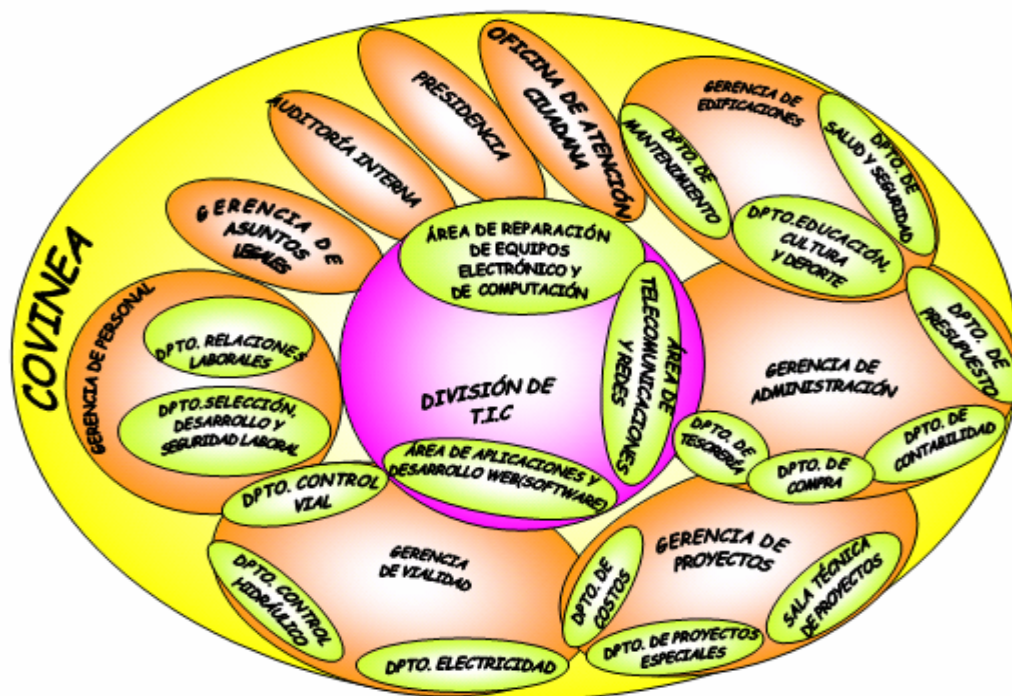 COVINEA
OFICINA DE ATENCIÓN
CIUDADANA
PRESIDENCIA
AUDITORÍA INTERNA
GERENCIA DE
ASUNTOS
LEGALES
GERENCIA DE
EDIFICACIONES
DPTO. DE
MANTENIMIENTO
DPTO. DE
SALUD Y SEGURIDAD
DPTO.EDUCACIÓN,
CULTURA
Y DEPORTE
ÁREA DE REPARACIÓN
DE EQUIPOS
ELECTRÓNICO Y
DE COMPUTACIÓN
ÁREA DE
TELECOMUNICACIONES
Y REDES
DIVISIÓN DE
T.I.C
ÁREA DE APLICACIONES Y
DESARROLLO WEB(SOFTWARE)
GERENCIA DE PERSONAL
DPTO. RELACIONES
LABORALES
DPTO.SELECCIÓN,
DESARROLLO Y
SEGURIDAD LABORAL
GERENCIA DE
ADMINISTRACIÓN
DPTO. DE
PRESUPUESTO
DPTO. DE
TESORERÍA
DPTO. DE
COMPRA
DPTO. DE
CONTABILIDAD
DPTO. CONTROL
VIAL
GERENCIA
DE VIALIDAD
DPTO. CONTROL
HIDRÁULICO
DPTO. ELECTRICIDAD
GERENCIA DE
PROYECTOS
DPTO. DE
COSTOS
SALA TÉCNICA
DE PROYECTOS
DPTO. DE PROYECTOS
ESPECIALES